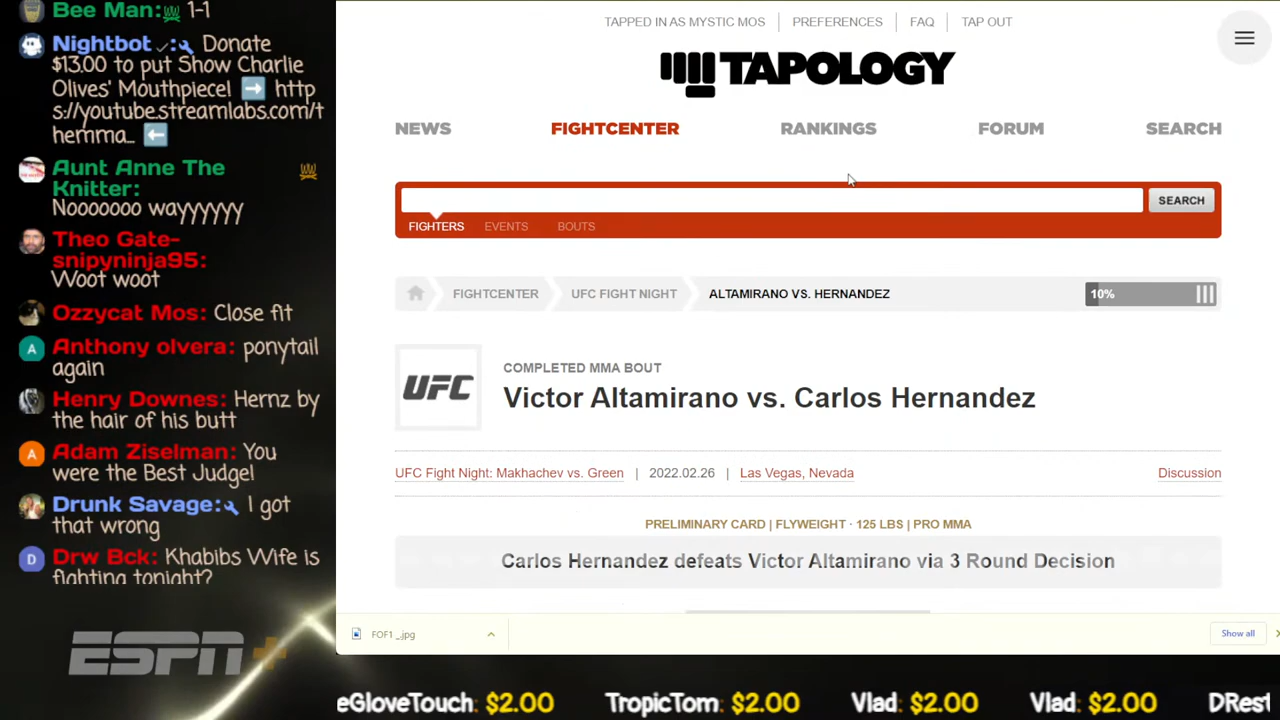 Bee Man: 1-1
Nightbot: Donate
$13.00 to put Show Charlie
Olives' Mouthpiece! http
s://youtube.streamlabs.com/t
hemma...
Aunt Anne The
Knitter:
Nooooooo wayyyyyy
Theo Gate-
snipyninja95:
Woot woot
Ozzycat Mos: Close fit
A
Anthony olvera: ponytail
again
Henry Downes: Hernz by
the hair of his butt
A
Adam Ziselman: You
were the Best Judge!
Drunk Savage: I got
that wrong
D
Drw Bck: Khabibs Wife is
fighting tonight?
ESPN+
TAPPED IN AS MYSTIC MOS
PREFERENCES
FAQ
TAP OUT
TAPOLOGY
NEWS
FIGHTCENTER
RANKINGS
FORUM
SEARCH
SEARCH
FIGHTERS
EVENTS
BOUTS
FIGHTCENTER
UFC FIGHT NIGHT
ALTAMIRANO VS. HERNANDEZ
10%
UFC
COMPLETED MMA BOUT
Victor Altamirano vs. Carlos Hernandez
UFC Fight Night: Makhachev vs. Green | 2022.02.26 | Las Vegas, Nevada
Discussion
PRELIMINARY CARD | FLYWEIGHT · 125 LBS | PRO MMA
Carlos Hernandez defeats Victor Altamirano via 3 Round Decision
FOF1 _.jpg
Show all
eGloveTouch: $2.00 TropicTom: $2.00 Vlad: $2.00 Vlad: $2.00 DRest